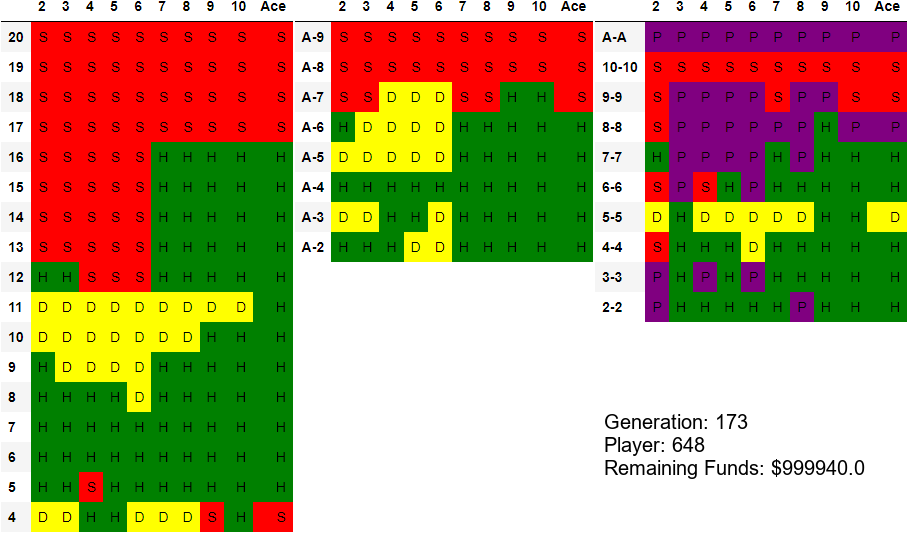 2 3 4 5 6 7 8 9 10 Ace
20 S S S S S S S S S S
19 S S S S S S S S S S
18 S S S S S S S S S S
17 S S S S S S S S S S
16 S S S S S H H H H H
15 S S S S S H H H H H
14 S S S S S H H H H H
13 S S S S S H H H H H
12 H H S S S H H H H H
11 D D D D D D D D D H
10 D D D D D D D H H H
9 H D D D D H H H H H
8 H H H H D H H H H H
7 H H H H H H H H H H
6 H H H H H H H H H H
5 H H S H H H H H H H
4 D D H H D D D S H S
2 3 4 5 6 7 8 9 10 Ace
A-9 S S S S S S S S S S
A-8 S S S S S S S S S S
A-7 S S D D D S S H H S
A-6 H D D D D H H H H H
A-5 D D D D D H H H H H
A-4 H H H H H H H H H H
A-3 D D H H D H H H H H
A-2 H H H D D H H H H H
2 3 4 5 6 7 8 9 10 Ace
A-A P P P P P P P P P P
10-10 S S S S S S S S S S
9-9 S P P P P S P P S S
8-8 S P P P P P P H P P
7-7 H P P P P H P H H H
6-6 S P S H P H H H H H
5-5 D H D D D D D H H D
4-4 S H H H D H H H H H
3-3 P H P H P H H H H H
2-2 P H H H H H P H H H
Generation: 173
Player: 648
Remaining Funds: $999940.0